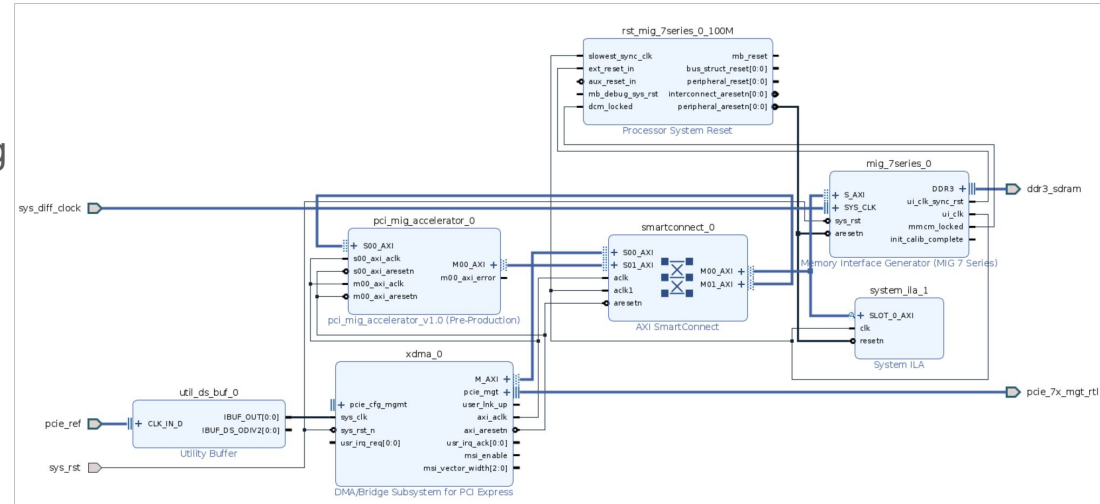 g
rst_mig_7series_0_100M
slowest_sync_clk mb_reset
ext_reset_in bus_struct_reset[0:0]
aux_reset_in peripheral_reset[0:0]
mb_debug_sys_rst interconnect_aresetn[0:0]
dcm_locked peripheral_aresetn[0:0]
Processor System Reset
mig_7series_0
S_AXI DDR3
SYS_CLK ui_clk_sync_rst
sys_rst ui_clk
aresetn mmcm_locked
init_calib_complete
Memory Interface Generator (MIG 7 Series)
ddr3_sdram
sys_diff_clock
pci_mig_accelerator_0
S00_AXI
s00_axi_aclk M00_AXI
s00_axi_aresetn m00_axi_error
m00_axi_aclk
m00_axi_aresetn
pci_mig_accelerator_v1.0 (Pre-Production)
smartconnect_0
S00_AXI
S01_AXI M00_AXI
aclk M01_AXI
aclk1
aresetn
AXI SmartConnect
system_ila_1
SLOT_0_AXI
clk
resetn
System ILA
xdma_0
M_AXI
pcie_mgt
pcie_cfg_mgmt user_lnk_up
sys_clk axi_aclk
sys_rst_n axi_aresetn
usr_irq_req[0:0] usr_irq_ack[0:0]
msi_enable
msi_vector_width[2:0]
DMA/Bridge Subsystem for PCI Express
pcie_7x_mgt_rtl
util_ds_buf_0
CLK_IN_D IBUF_OUT[0:0]
IBUF_DS_ODIV2[0:0]
Utility Buffer
pcie_ref
sys_rst